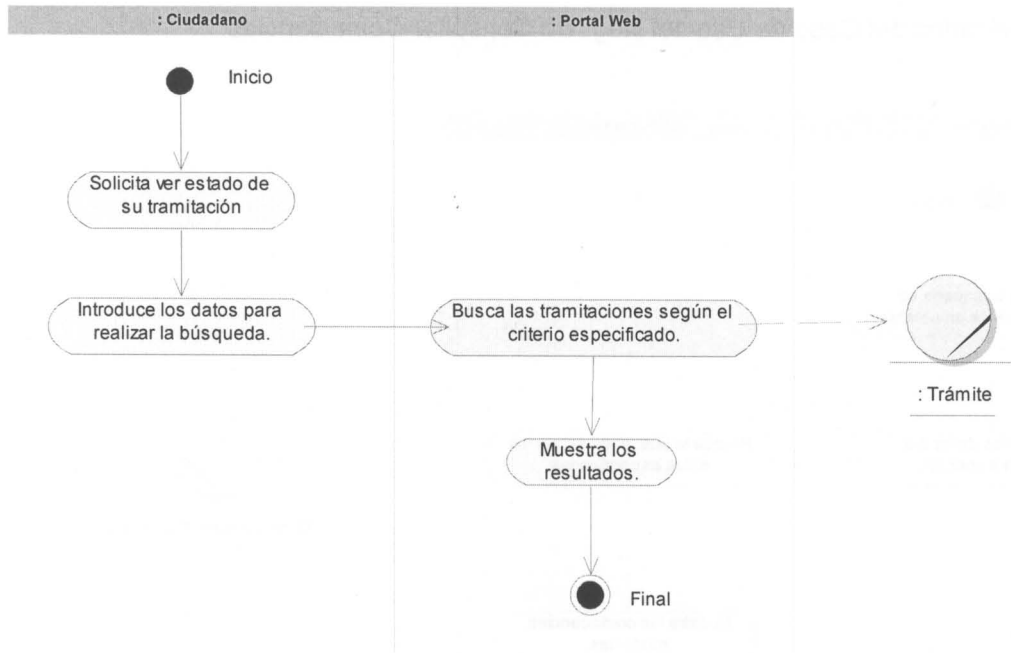 : Ciudadano
: Portal Web
Inicio
Solicita ver estado de
su tramitación
Introduce los datos para
realizar la búsqueda.
Busca las tramitaciones según el
criterio especificado.
: Trámite
Muestra los
resultados.
Final